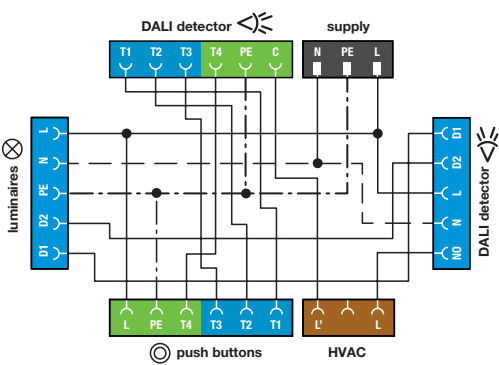 DALI detector
supply
T1 T2 T3 T4 PE C
N PE L
luminaires
L
N
PE
D2
D1
D1
D2
L
N
NO
DALI detector
L PE T4 T3 T2 T1
L' L
push buttons
HVAC